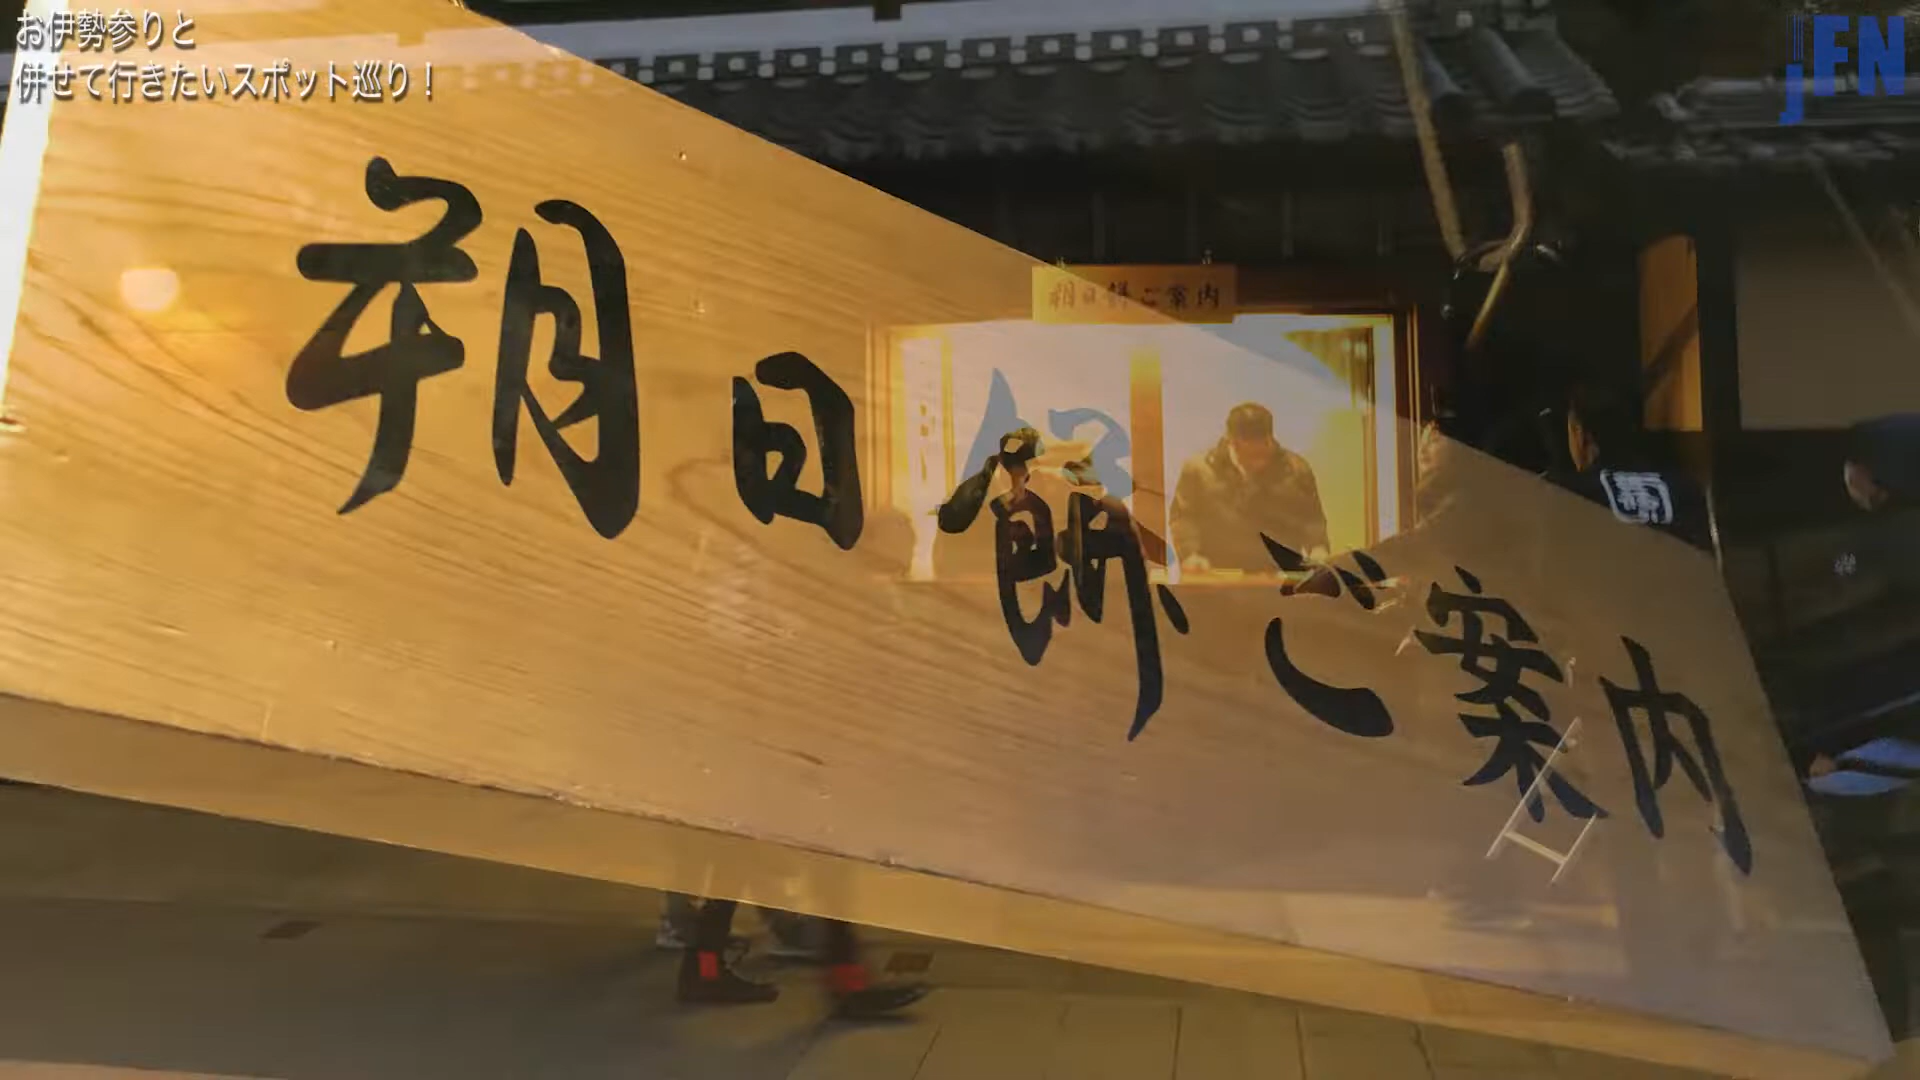 お伊勢参りと
併せて行きたいスポット巡り！
jFN
朔日餅ご案内
朔日餅ご案内